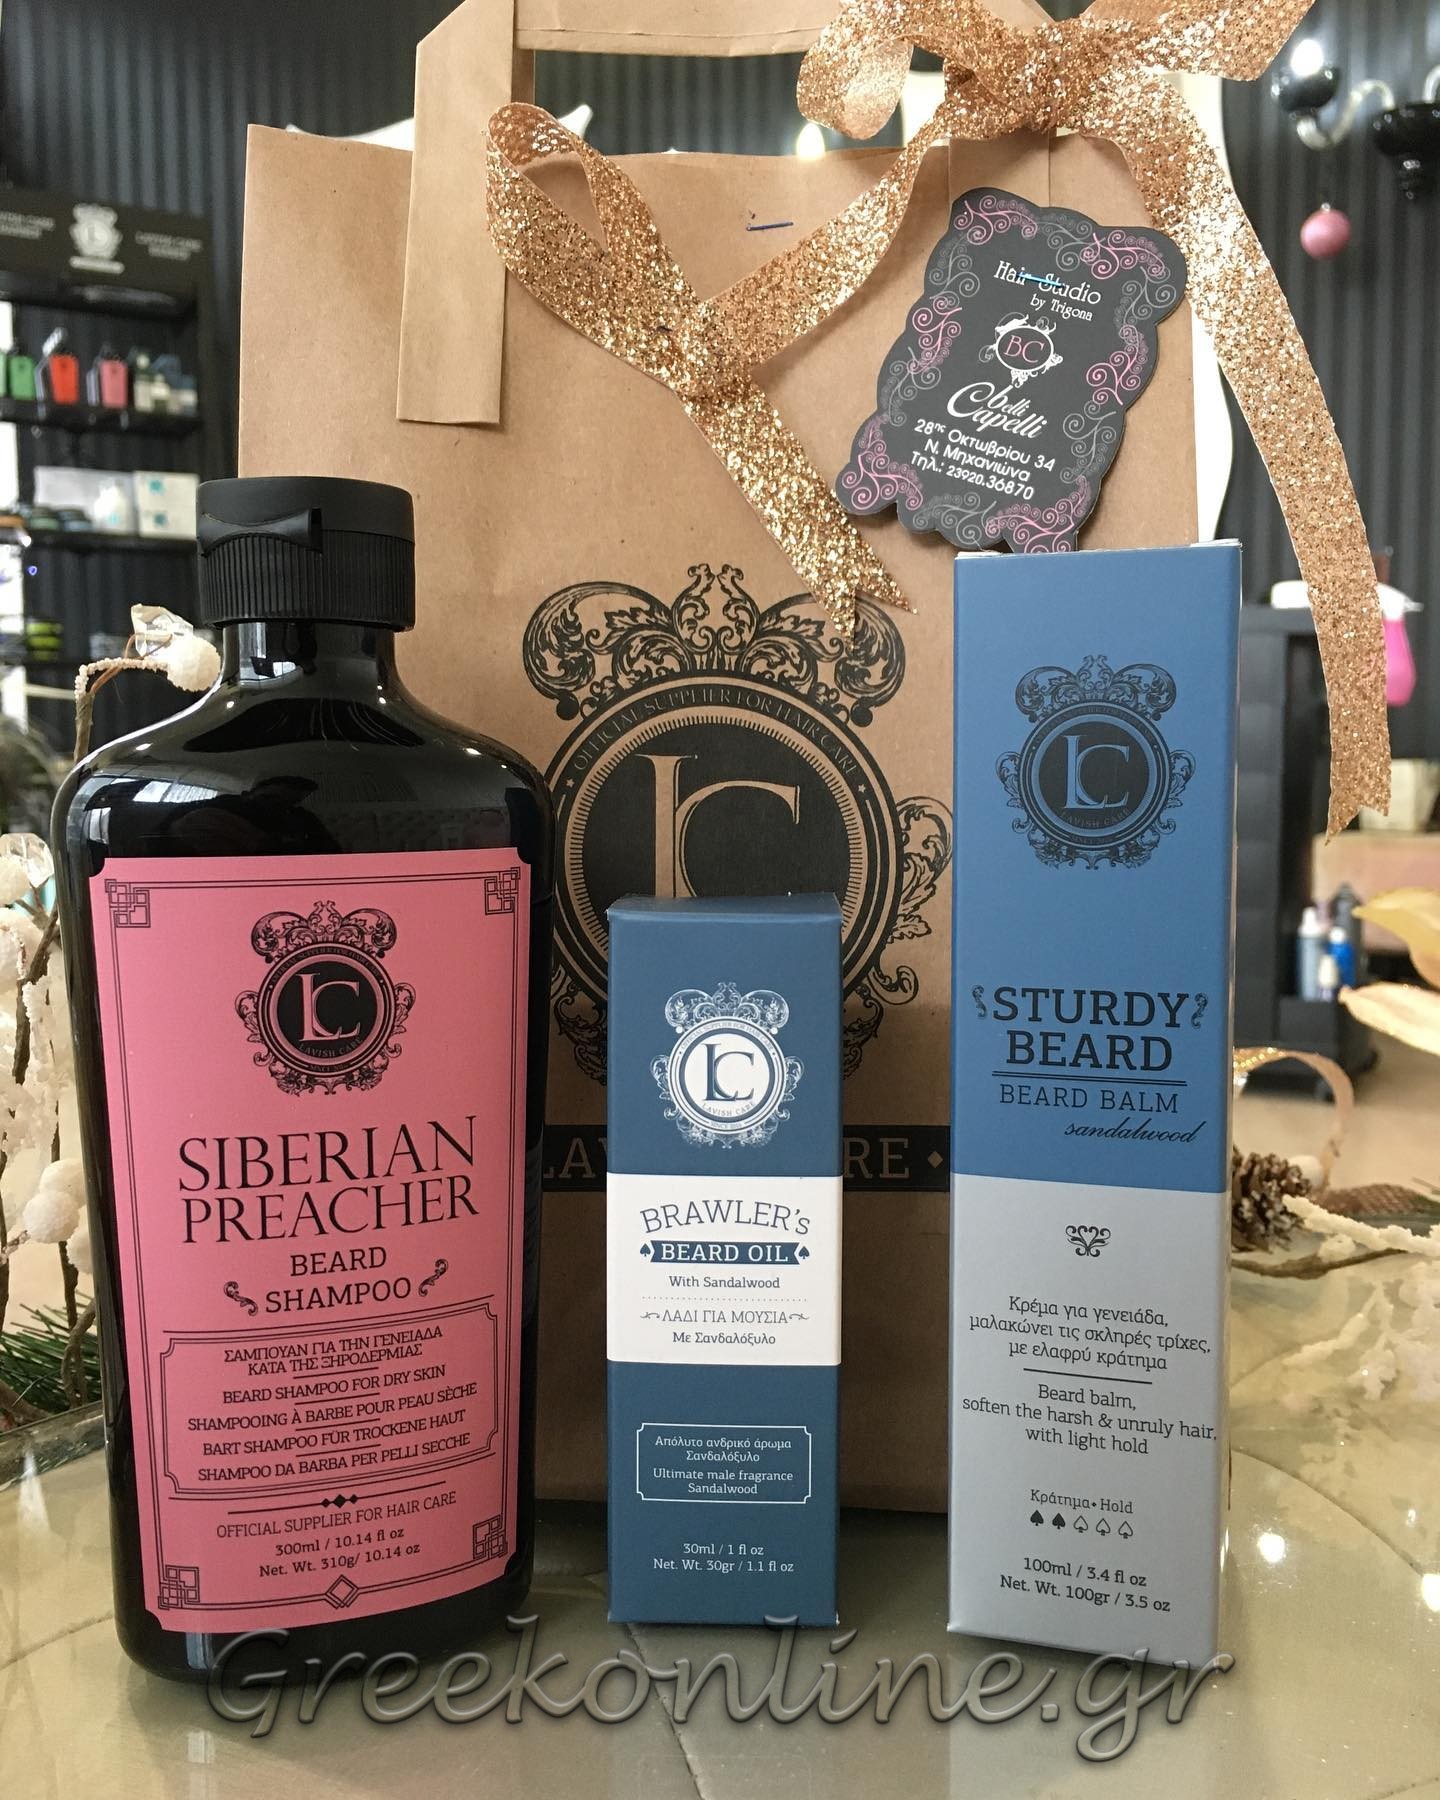 Hair Studio
by Trigona
BC
belli
Capelli
28ης Οκτωβρίου 34
Ν. Μηχανιώνα
Τηλ.: 23920.36870
OFFICIAL SUPPLIER FOR HAIR CARE
LC
LC
LAVISH CARE
SIBERIAN
PREACHER
BEARD
SHAMPOO
ΣΑΜΠΟΥΑΝ ΓΙΑ ΤΗΝ ΓΕΝΕΙΑΔΑ
ΚΑΤΑ ΤΗΣ ΞΗΡΟΔΕΡΜΙΑΣ
BEARD SHAMPOO FOR DRY SKIN
SHAMPOOING À BARBE POUR PEAU SÈCHE
BART SHAMPOO FÜR TROCKENE HAUT
SHAMPOO DA BARBA PER PELLI SECCHE
OFFICIAL SUPPLIER FOR HAIR CARE
300ml / 10.14 fl oz
Net. Wt. 310g/ 10.14 oz
LC
LAVISH CARE
BRAWLER's
BEARD OIL
With Sandalwood
ΛΑΔΙ ΓΙΑ ΜΟΥΣΙΑ
Με Σανδαλόξυλο
Απόλυτο ανδρικό άρωμα
Σανδαλόξυλο
Ultimate male fragrance
Sandalwood
30ml / 1 fl oz
Net. Wt. 30gr / 1.1 fl oz
LC
LAVISH CARE
STURDY
BEARD
BEARD BALM
sandalwood
Κρέμα για γενειάδα,
μαλακώνει τις σκληρές τρίχες,
με ελαφρύ κράτημα
Beard balm,
soften the harsh & unruly hair,
with light hold
Κράτημα • Hold
100ml / 3.4 fl oz
Net. Wt. 100gr / 3.5 oz
Greekonline.gr